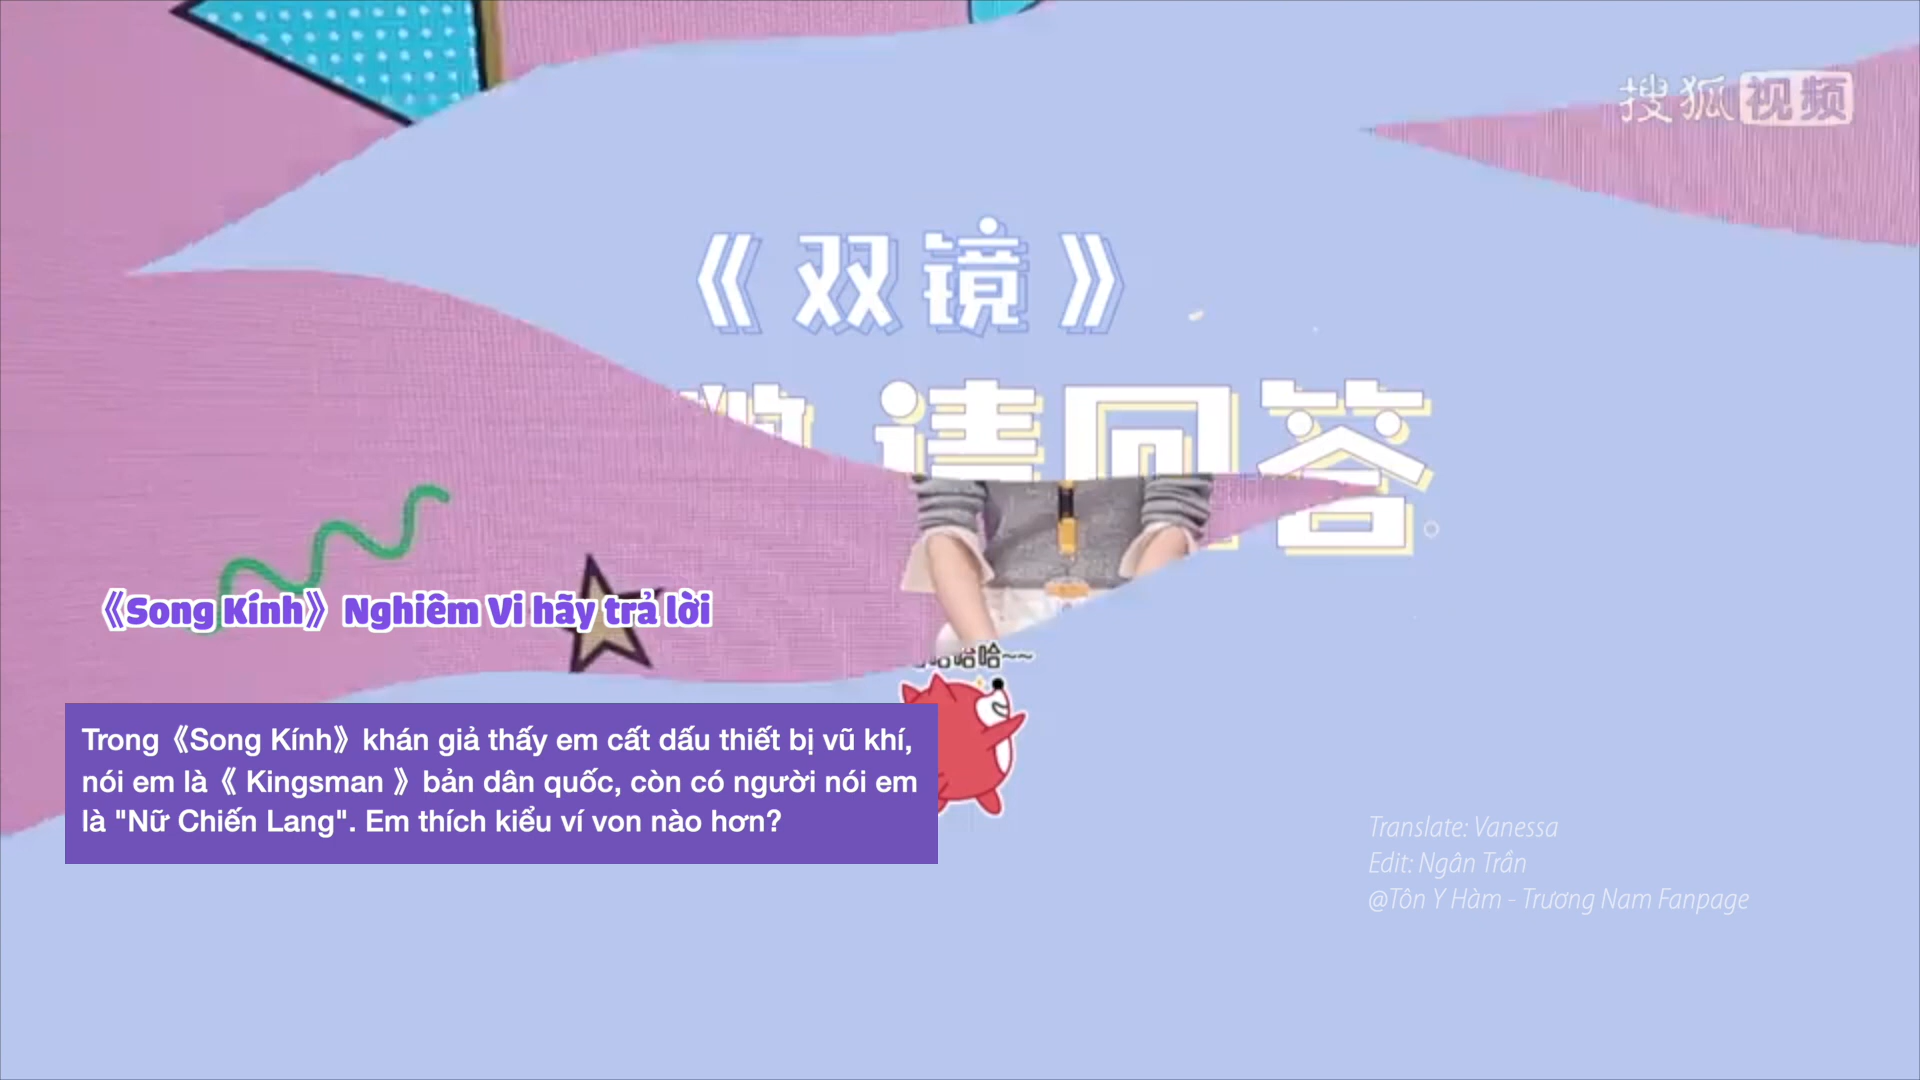 搜狐视频
《双镜》
请回答
《Song Kính》Nghiêm Vi hãy trả lời
哈哈~~
Trong《Song Kính》khán giả thấy em cất dấu thiết bị vũ khí,
nói em là《 Kingsman 》bản dân quốc, còn có người nói em
là "Nữ Chiến Lang". Em thích kiểu ví von nào hơn?
Translate: Vanessa
Edit: Ngân Trần
@Tôn Y Hàm - Trương Nam Fanpage